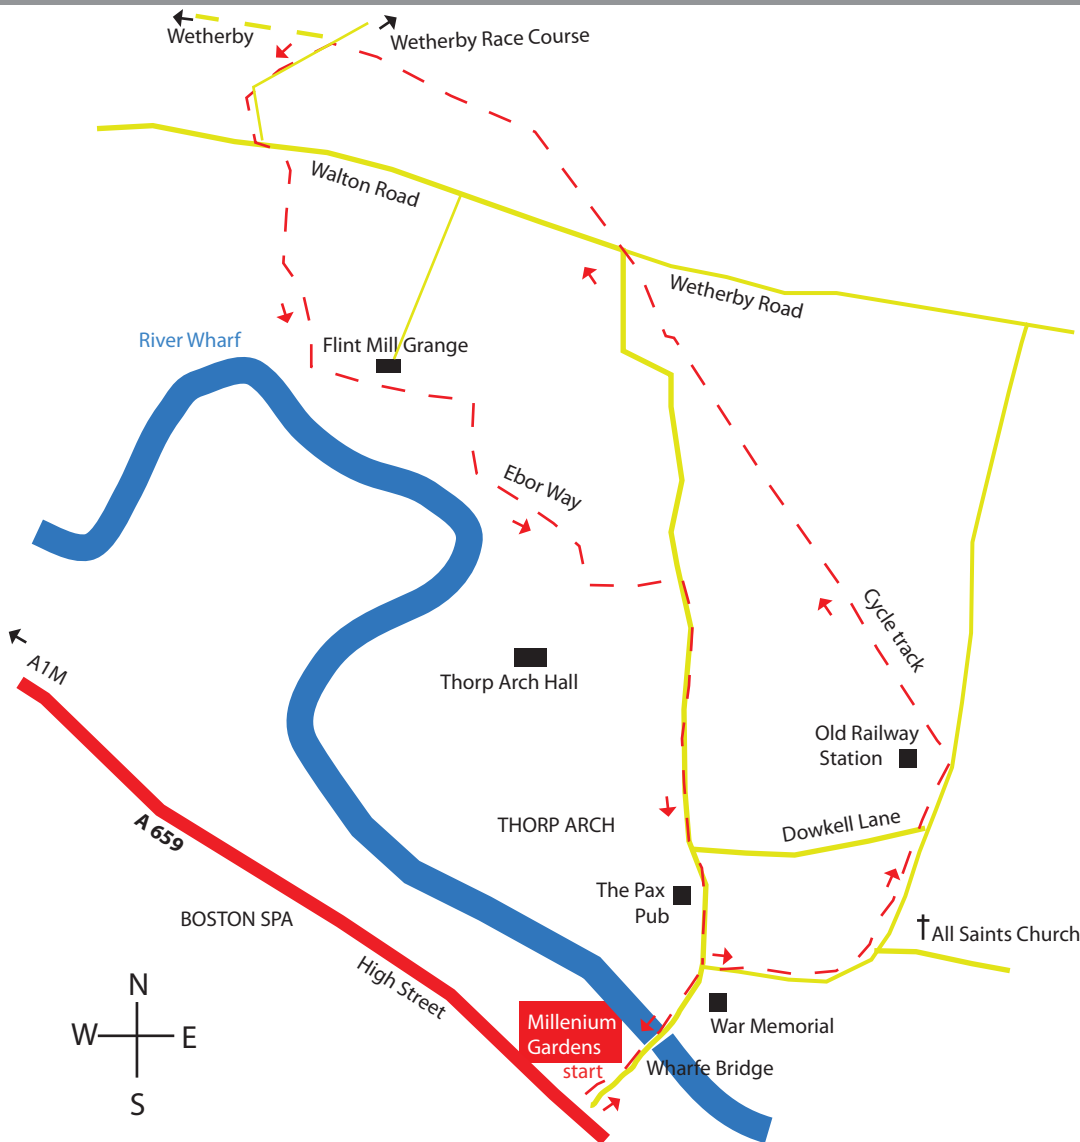 Wetherby
Wetherby Race Course
Walton Road
Wetherby Road
River Wharf
Flint Mill Grange
Ebor Way
Cycle track
A1M
Thorp Arch Hall
Old Railway
Station
A 659
THORP ARCH
Dowkell Lane
The Pax
Pub
BOSTON SPA
All Saints Church
High Street
N
W
E
S
Millenium
Gardens
start
War Memorial
Wharfe Bridge